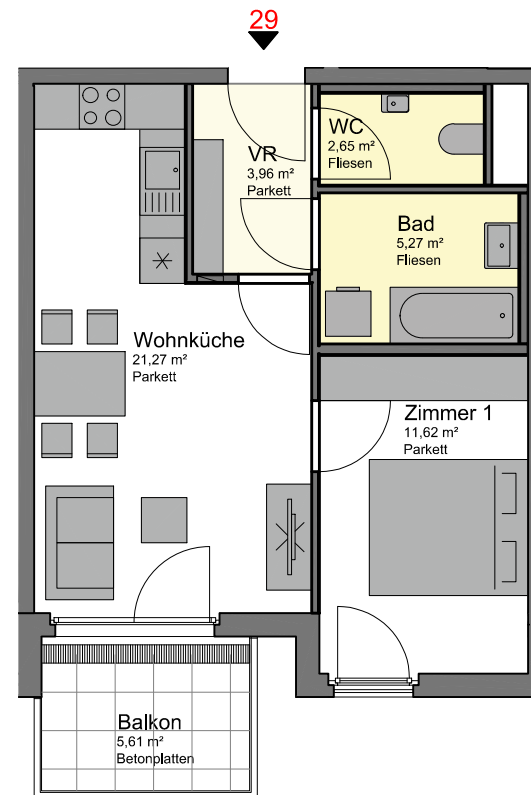 29
WC
2,65 m²
Fliesen
VR
3,96 m²
Parkett
Bad
5,27 m²
Fliesen
Wohnküche
21,27 m²
Parkett
Zimmer 1
11,62 m²
Parkett
Balkon
5,61 m²
Betonplatten